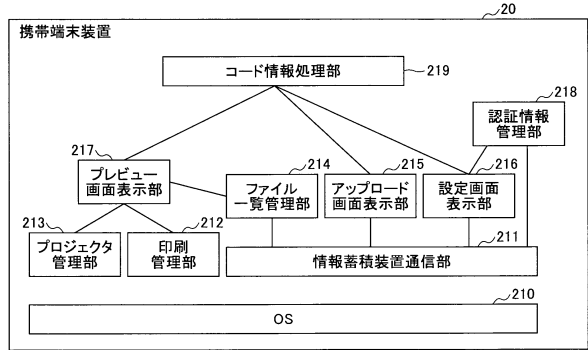 20
携帯端末装置
コード情報処理部
219
218
認証情報
管理部
217
プレビュー
画面表示部
214
ファイル
一覧管理部
215
アップロード
画面表示部
216
設定画面
表示部
213
プロジェクタ
管理部
212
印刷
管理部
211
情報蓄積装置通信部
210
OS